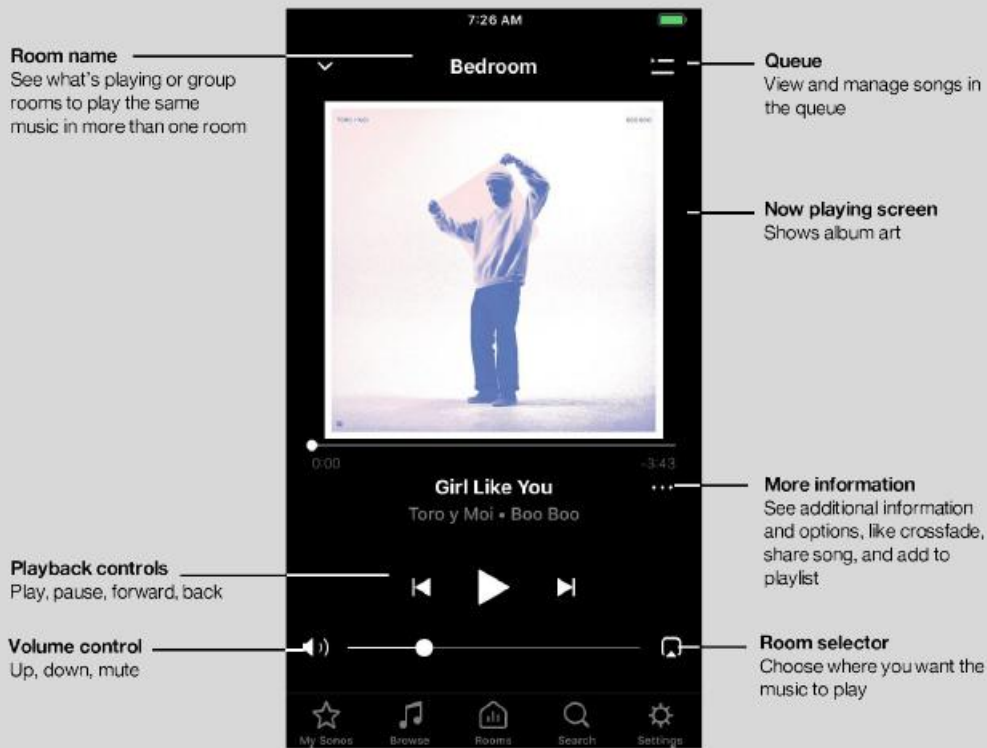 7:26 AM
Room name
See what's playing or group
rooms to play the same
music in more than one room
Bedroom
Queue
View and manage songs in
the queue
TORO Y MOI
BOO BOO
Now playing screen
Shows album art
0:00
-3:43
Girl Like You
Toro y Moi • Boo Boo
More information
See additional information
and options, like crossfade,
share song, and add to
playlist
Playback controls
Play, pause, forward, back
Volume control
Up, down, mute
Room selector
Choose where you want the
music to play
My Sonos
Browse
Rooms
Search
Settings